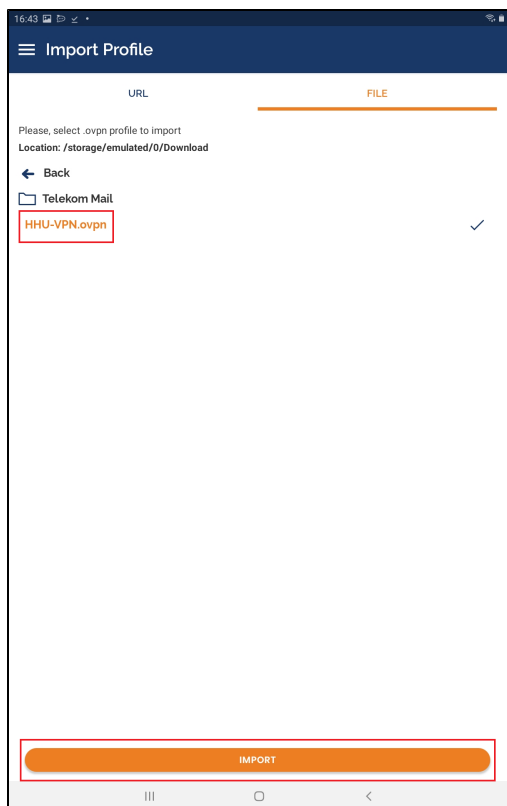 16:43
Import Profile
URL
FILE
Please, select .ovpn profile to import
Location: /storage/emulated/0/Download
Back
Telekom Mail
HHU-VPN.ovpn
IMPORT